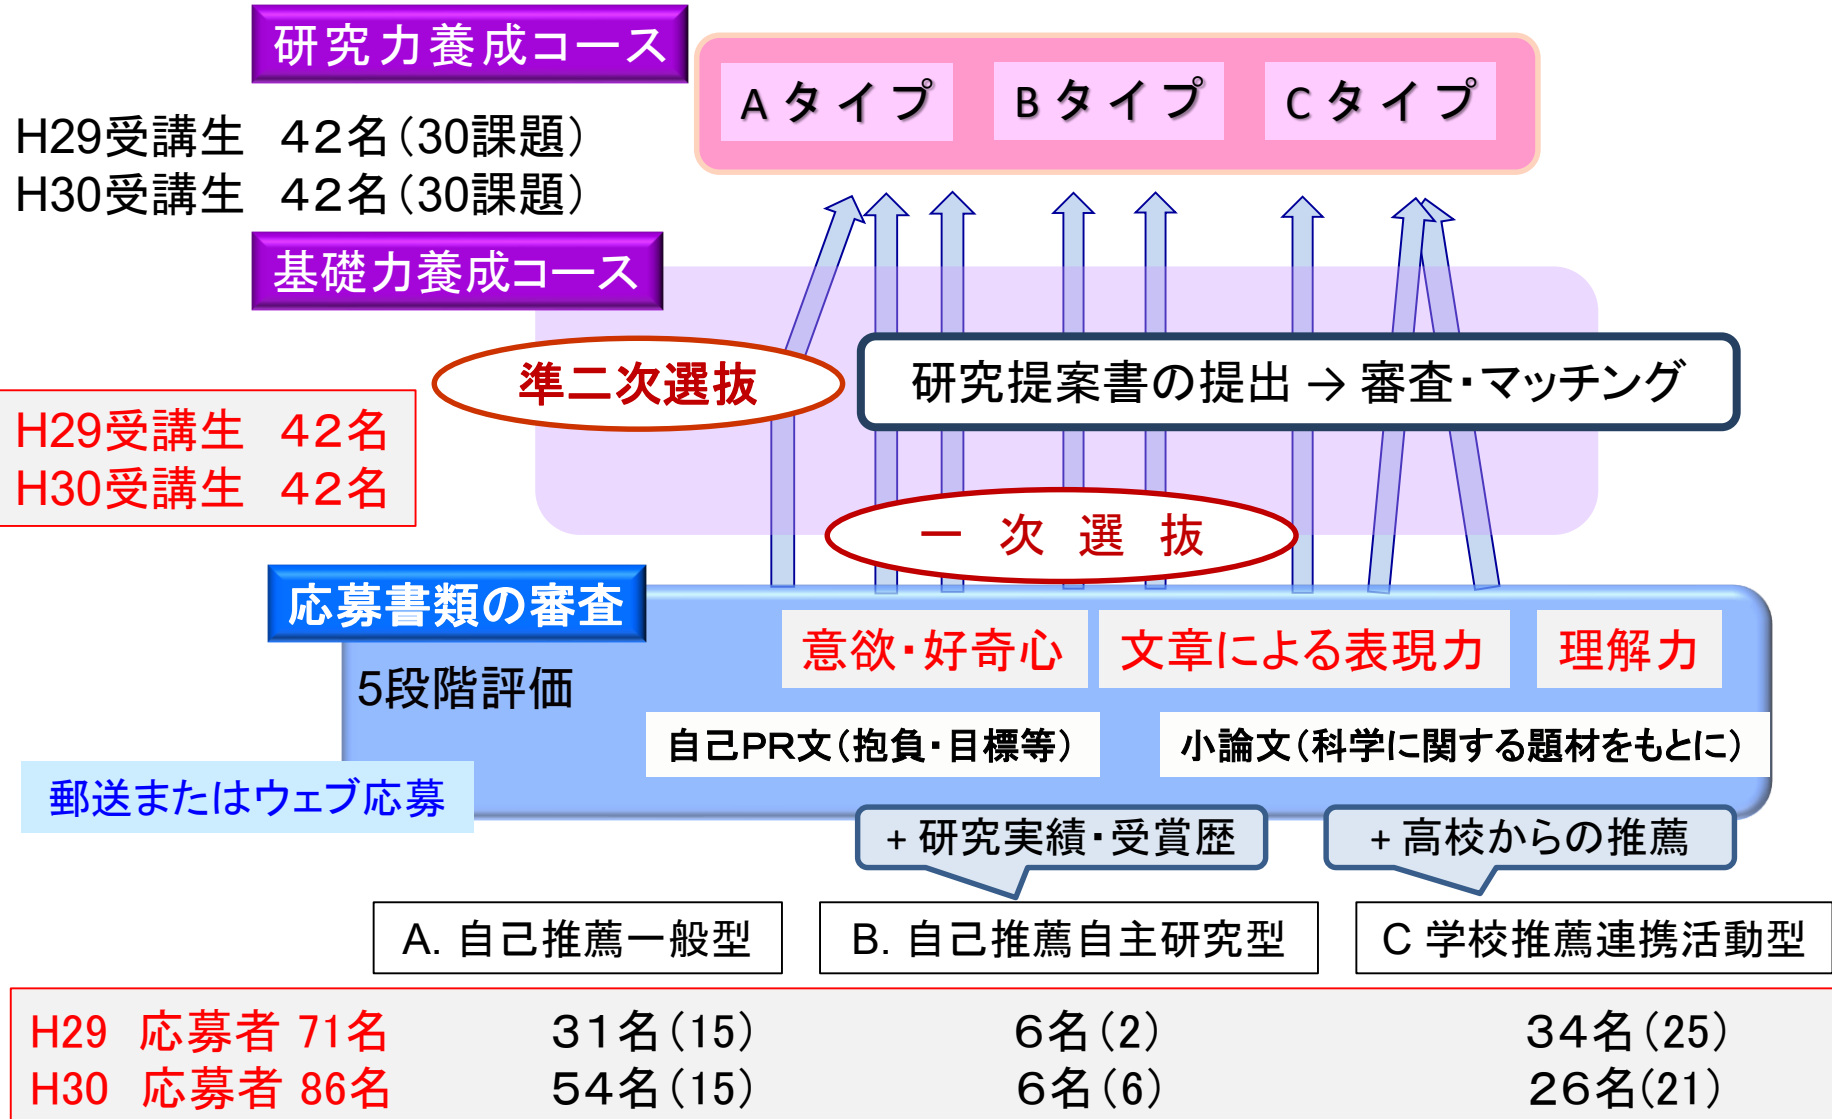 研究力養成コース
Aタイプ
Bタイプ
Cタイプ
H29受講生　４２名（30課題）
H30受講生　４２名（30課題）
基礎力養成コース
準二次選抜
研究提案書の提出 → 審査・マッチング
H29受講生　４２名
H30受講生　４２名
一 次 選 抜
応募書類の審査
5段階評価
意欲・好奇心
文章による表現力
理解力
自己PR文（抱負・目標等）
小論文（科学に関する題材をもとに）
郵送またはウェブ応募
+ 研究実績・受賞歴
+ 高校からの推薦
A. 自己推薦一般型
B. 自己推薦自主研究型
C 学校推薦連携活動型
H29　応募者 71名　３１名（15）　６名（2）　３４名（25）
H30　応募者 86名　５４名（15）　６名（6）　２６名(21）